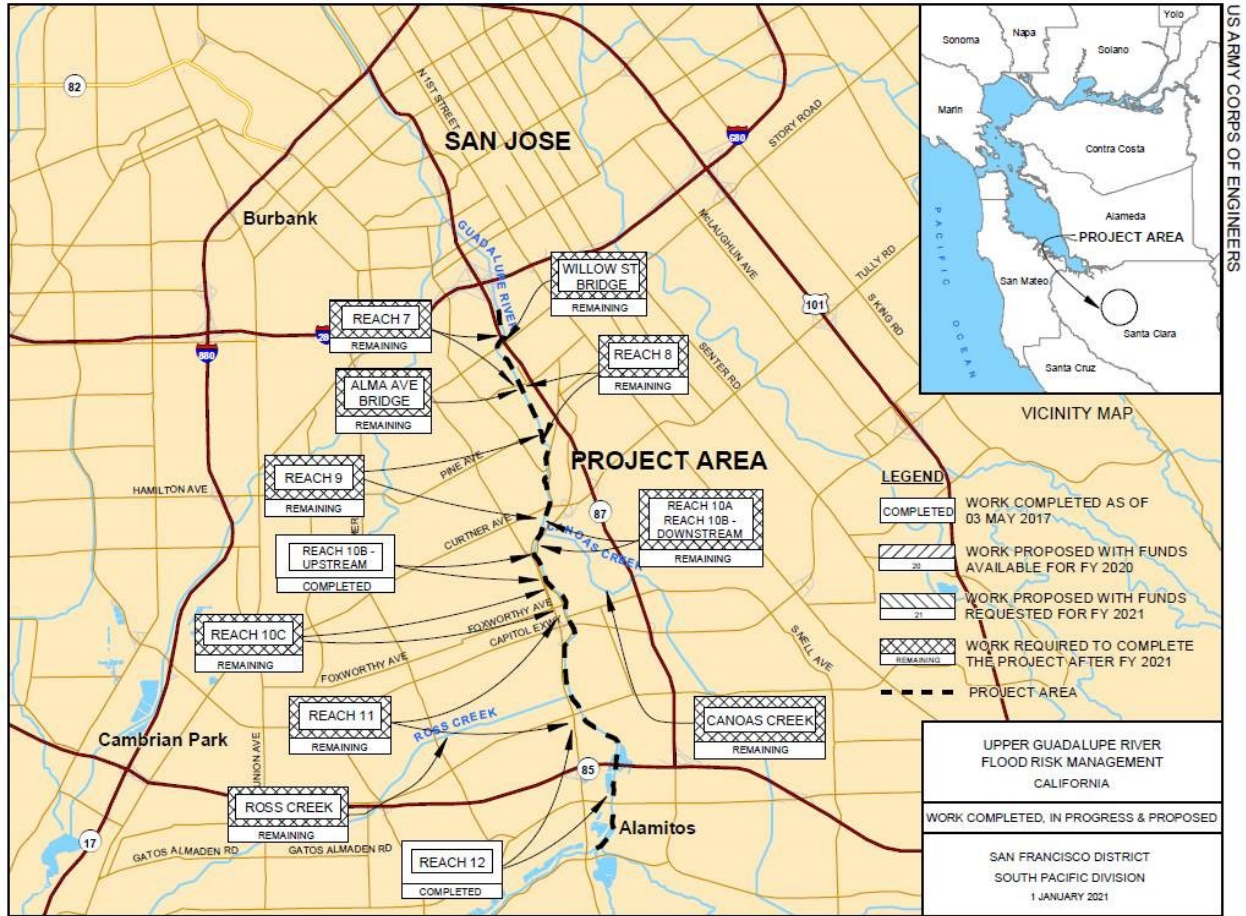 US ARMY CORPS OF ENGINEERS
82
N 1ST STREET
SAN JOSE
680
STORY ROAD
Burbank
GUADALUPE RIVER
McLAUGHLIN AVE
TULLY RD
S KING RD
101
WILLOW ST
BRIDGE
REMAINING
REACH 7
REMAINING
880
REACH 8
REMAINING
SENTER RD
ALMA AVE
BRIDGE
REMAINING
PINE AVE
PROJECT AREA
REACH 9
REMAINING
HAMILTON AVE
REACH 10A
REACH 10B -
DOWNSTREAM
REMAINING
87
CURTNER AVE
CANOAS CREEK
REACH 10B -
UPSTREAM
COMPLETED
FOXWORTHY AVE
CAPITOL EXWY
S NELL AVE
REACH 10C
REMAINING
FOXWORTHY AVE
REACH 11
REMAINING
ROSS CREEK
CANOAS CREEK
REMAINING
Cambrian Park
UNION AVE
85
ROSS CREEK
REMAINING
17
GATOS ALMADEN RD
GATOS ALMADEN RD
Alamitos
REACH 12
COMPLETED
Yolo
Sonoma
Napa
Solano
Marin
Contra Costa
PACIFIC OCEAN
Alameda
PROJECT AREA
San Mateo
Santa Clara
Santa Cruz
VICINITY MAP
LEGEND
COMPLETED
WORK COMPLETED AS OF
03 MAY 2017
20
WORK PROPOSED WITH FUNDS
AVAILABLE FOR FY 2020
21
WORK PROPOSED WITH FUNDS
REQUESTED FOR FY 2021
REMAINING
WORK REQUIRED TO COMPLETE
THE PROJECT AFTER FY 2021
PROJECT AREA
UPPER GUADALUPE RIVER
FLOOD RISK MANAGEMENT
CALIFORNIA
WORK COMPLETED, IN PROGRESS & PROPOSED
SAN FRANCISCO DISTRICT
SOUTH PACIFIC DIVISION
1 JANUARY 2021